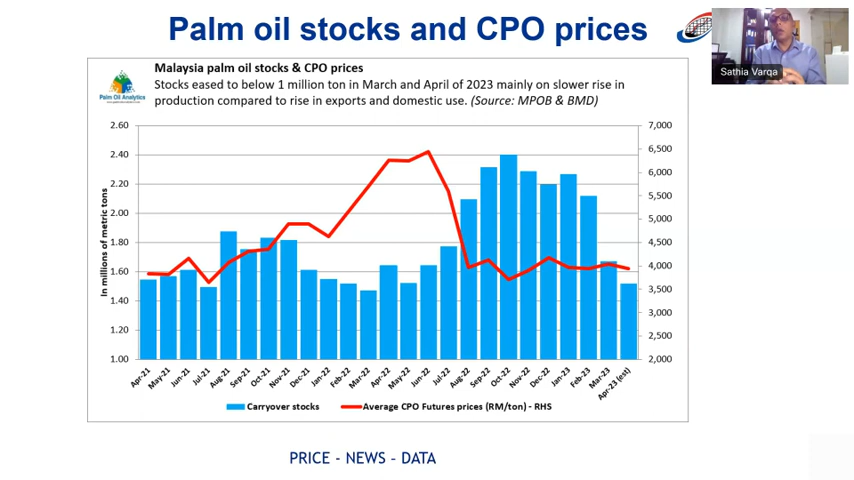 Palm oil stocks and CPO prices
Sathia Varqa
Malaysia palm oil stocks & CPO prices
Stocks eased to below 1 million ton in March and April of 2023 mainly on slower rise in
production compared to rise in exports and domestic use. (Source: MPOB & BMD)
Palm Oil Analytics
2.60
2.40
2.20
2.00
1.80
1.60
1.40
1.20
1.00
In millions of metric tons
7,000
6,500
6,000
5,500
5,000
4,500
4,000
3,500
3,000
2,500
2,000
Apr-21
May-21
Jun-21
Jul-21
Aug-21
Sep-21
Oct-21
Nov-21
Dec-21
Jan-22
Feb-22
Mar-22
Apr-22
May-22
Jun-22
Jul-22
Aug-22
Sep-22
Oct-22
Nov-22
Dec-22
Jan-23
Feb-23
Mar-23
Apr-23 (est)
Carryover stocks
Average CPO Futures prices (RM/ton) - RHS
PRICE - NEWS - DATA